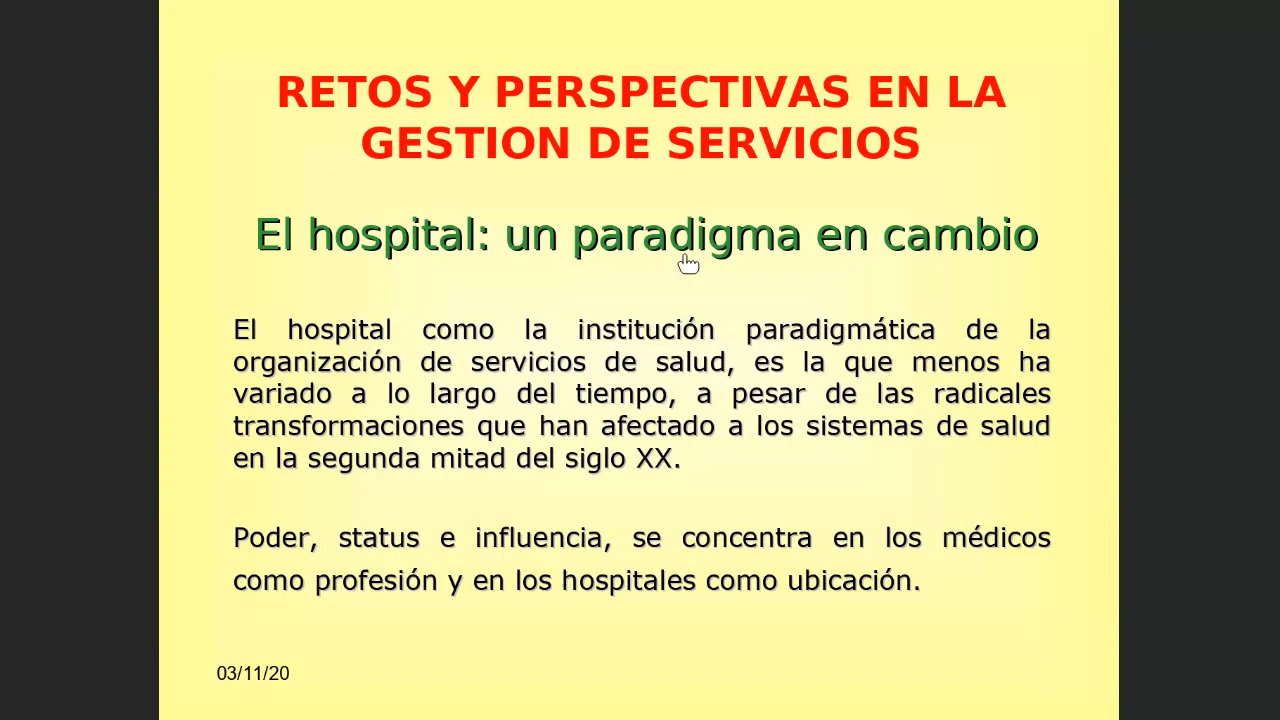 RETOS Y PERSPECTIVAS EN LA
GESTION DE SERVICIOS
El hospital: un paradigma en cambio
El hospital como la institución paradigmática de la
organización de servicios de salud, es la que menos ha
variado a lo largo del tiempo, a pesar de las radicales
transformaciones que han afectado a los sistemas de salud
en la segunda mitad del siglo XX.
Poder, status e influencia, se concentra en los médicos
como profesión y en los hospitales como ubicación.
03/11/20